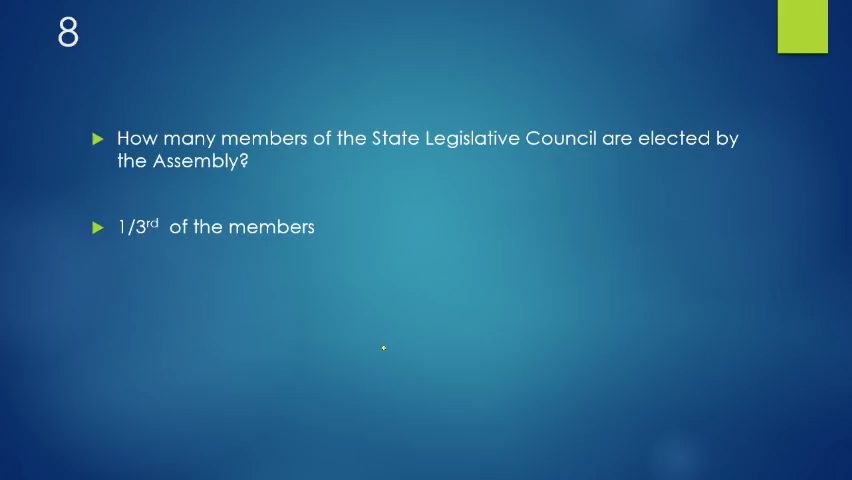 8
How many members of the State Legislative Council are elected by
the Assembly?
1/3rd of the members